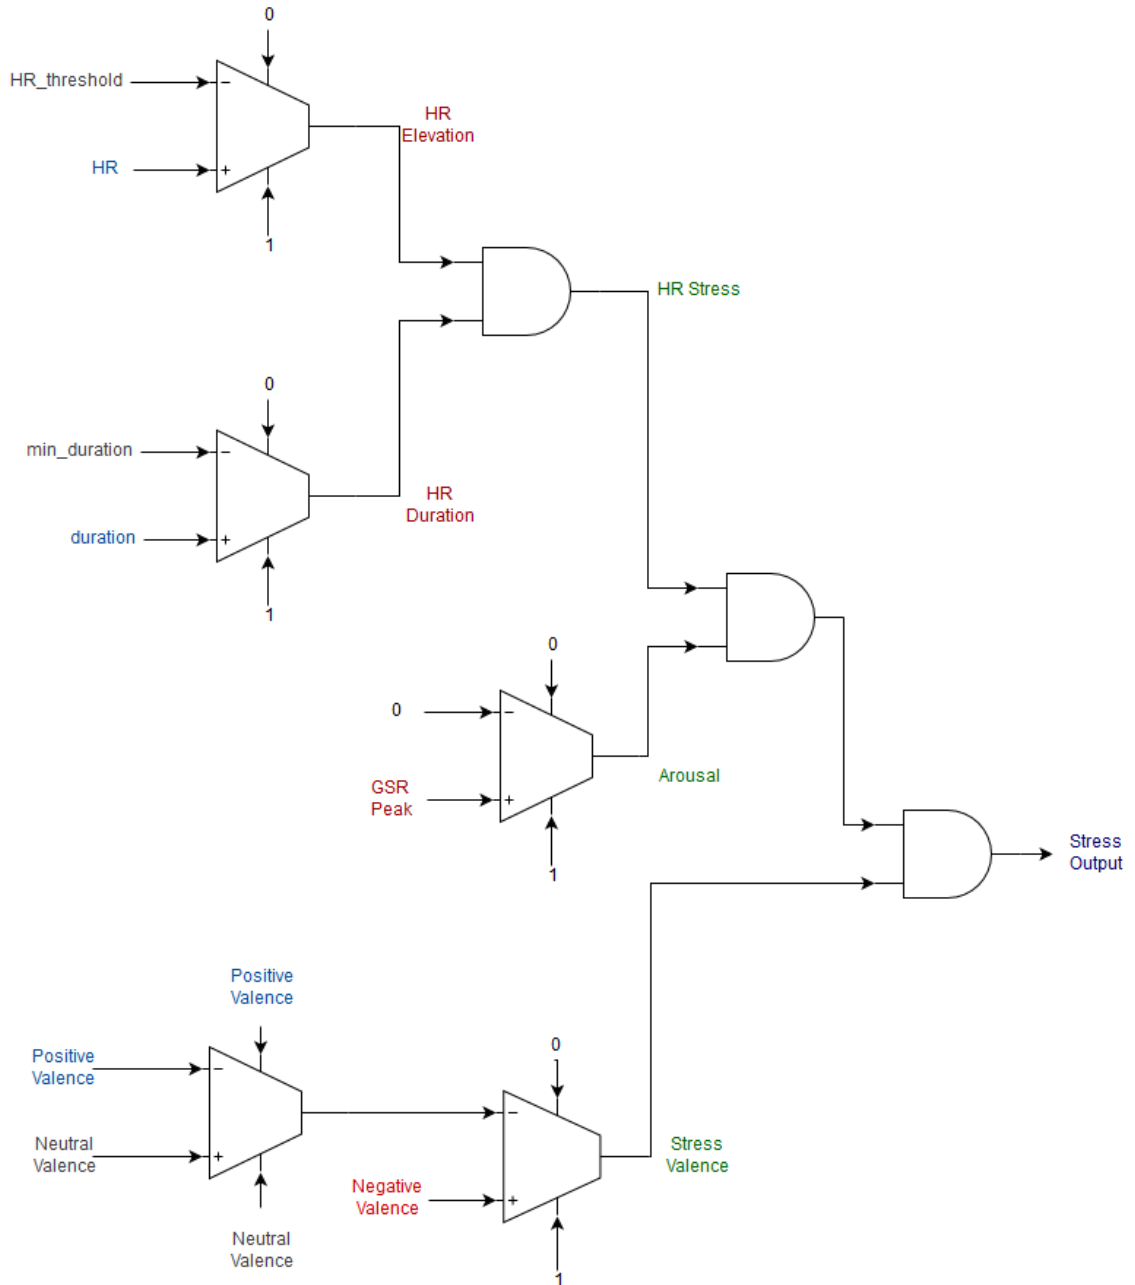 0
HR_threshold
−
HR
Elevation
HR
+
1
HR Stress
0
min_duration
−
HR
Duration
duration
+
1
0
0
−
Arousal
GSR
Peak
+
1
Stress
Output
Positive
Valence
0
Positive
Valence
−
−
Neutral
Valence
+
Stress
Valence
Negative
Valence
+
Neutral
Valence
1